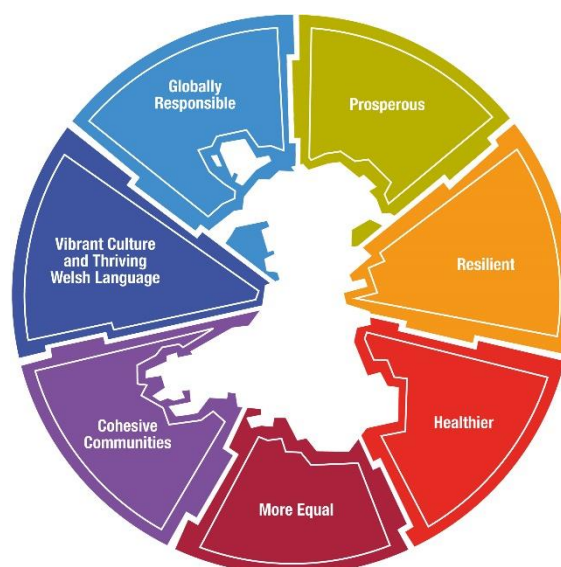 Globally
Responsible
Prosperous
Resilient
Healthier
More Equal
Cohesive
Communities
Vibrant Culture
and Thriving
Welsh Language